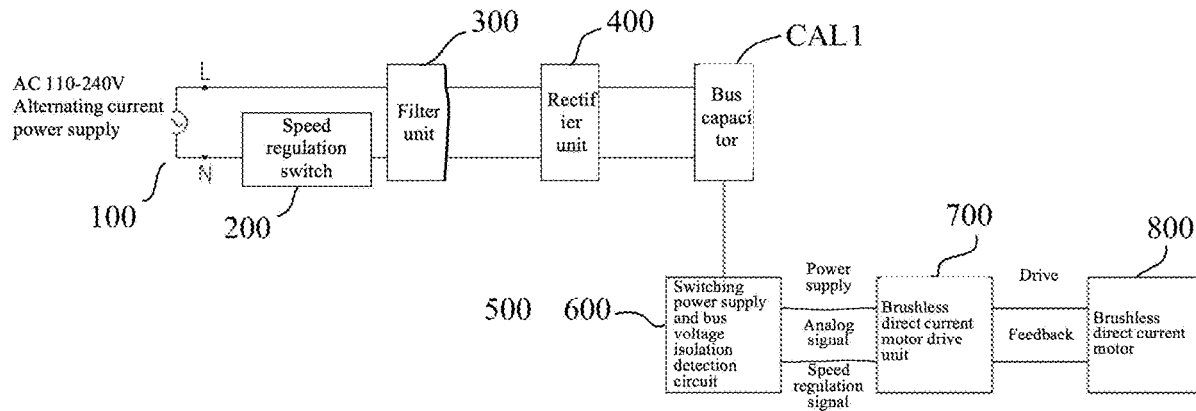 300
400
CAL1
AC 110-240V
Alternating current
power supply
L
N
100
Speed
regulation
switch
200
Filter
unit
Rectif
ier unit
Bus
capaci
tor
500
600
Switching
power supply
and bus
voltage
isolation
detection
circuit
Power
supply
Analog
signal
Speed
regulation
signal
700
Brushless
direct current
motor drive
unit
Drive
Feedback
800
Brushless
direct current
motor